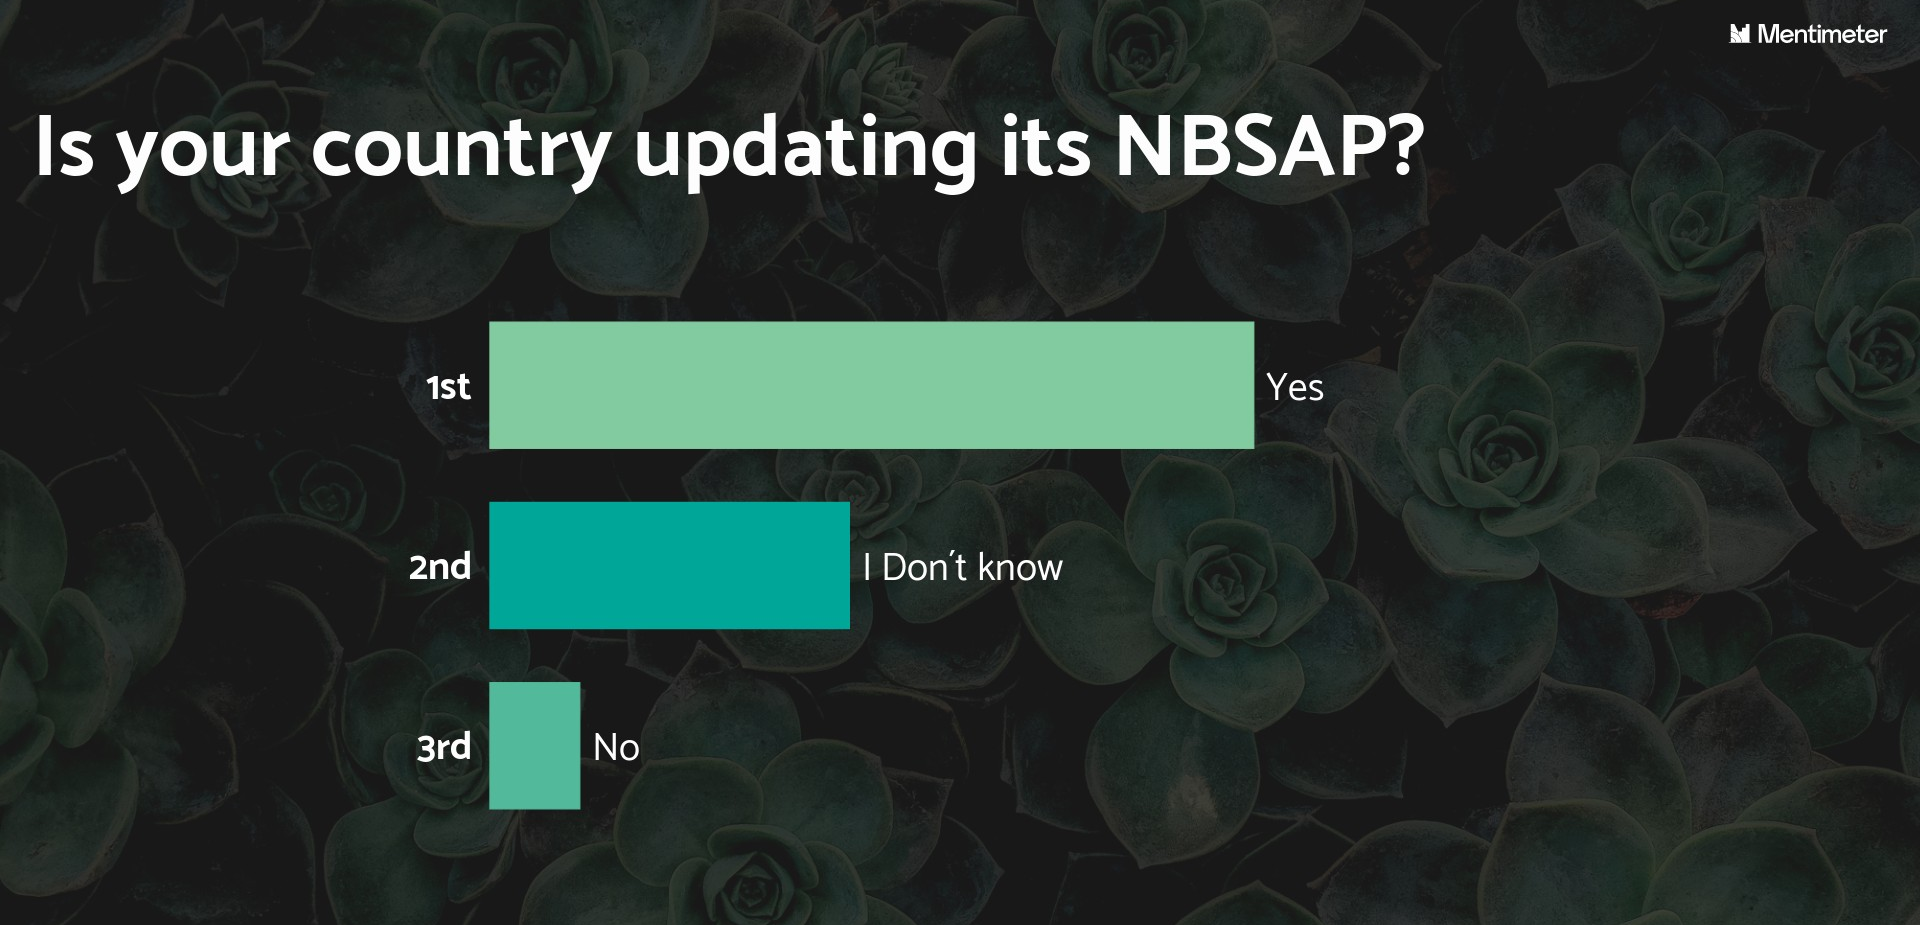 Mentimeter
Is your country updating its NBSAP?
1st Yes
2nd I Don't know
3rd No